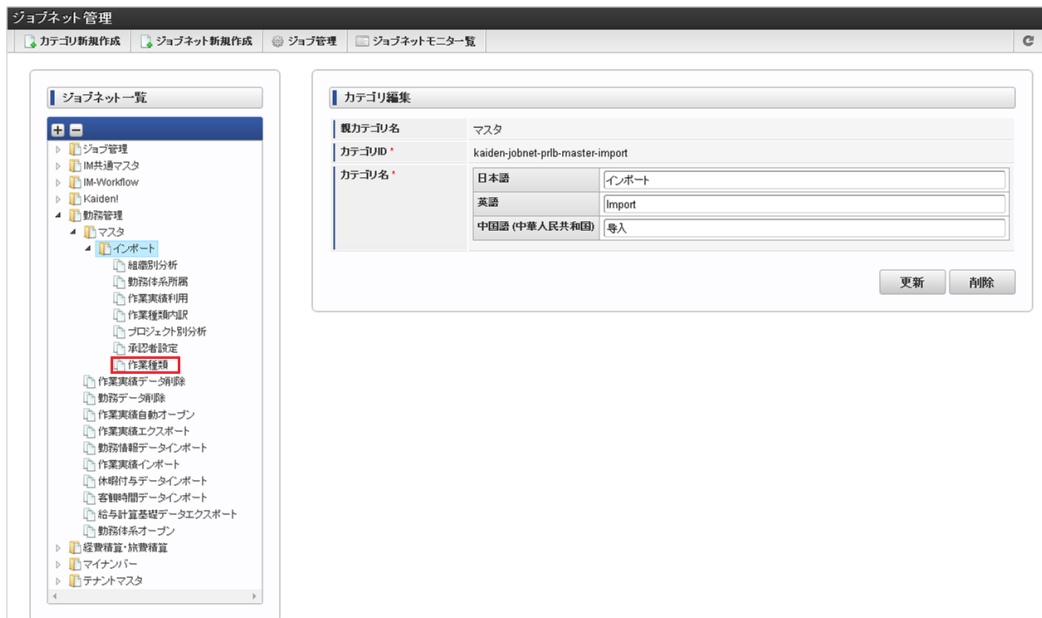 ジョブネット管理
カテゴリ新規作成 ジョブネット新規作成 ジョブ管理 ジョブネットモニター覧
ジョブネット一覧
ジョブ管理
IM共通マスタ
IM-Workflow
Kaiden!
勤務管理
マスタ
インポート
組織別分析
勤務体系所属
作業実績利用
作業種類内訳
プロジェクト別分析
承認者設定
作業種類
作業実績データ削除
勤務データ削除
作業実績自動オープン
作業実績エクスポート
勤務情報データインポート
作業実績インポート
休暇付与データインポート
客観時間データインポート
給与計算基礎データエクスポート
勤務体系オープン
経費精算・旅費精算
マイナンバー
テナントマスタ
カテゴリ編集
親カテゴリ名 マスタ
カテゴリID * kaiden-jobnet-prlb-master-import
カテゴリ名 * 日本語 インポート
英語 Import
中国語 (中華人民共和国) 导入
更新 削除